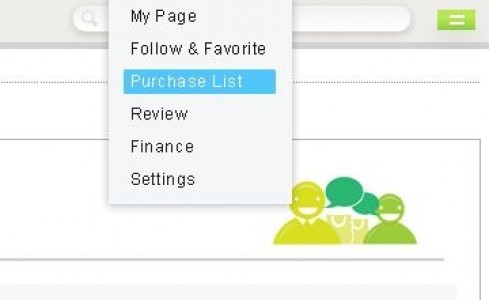 My Page
Follow & Favorite
Purchase List
Review
Finance
Settings